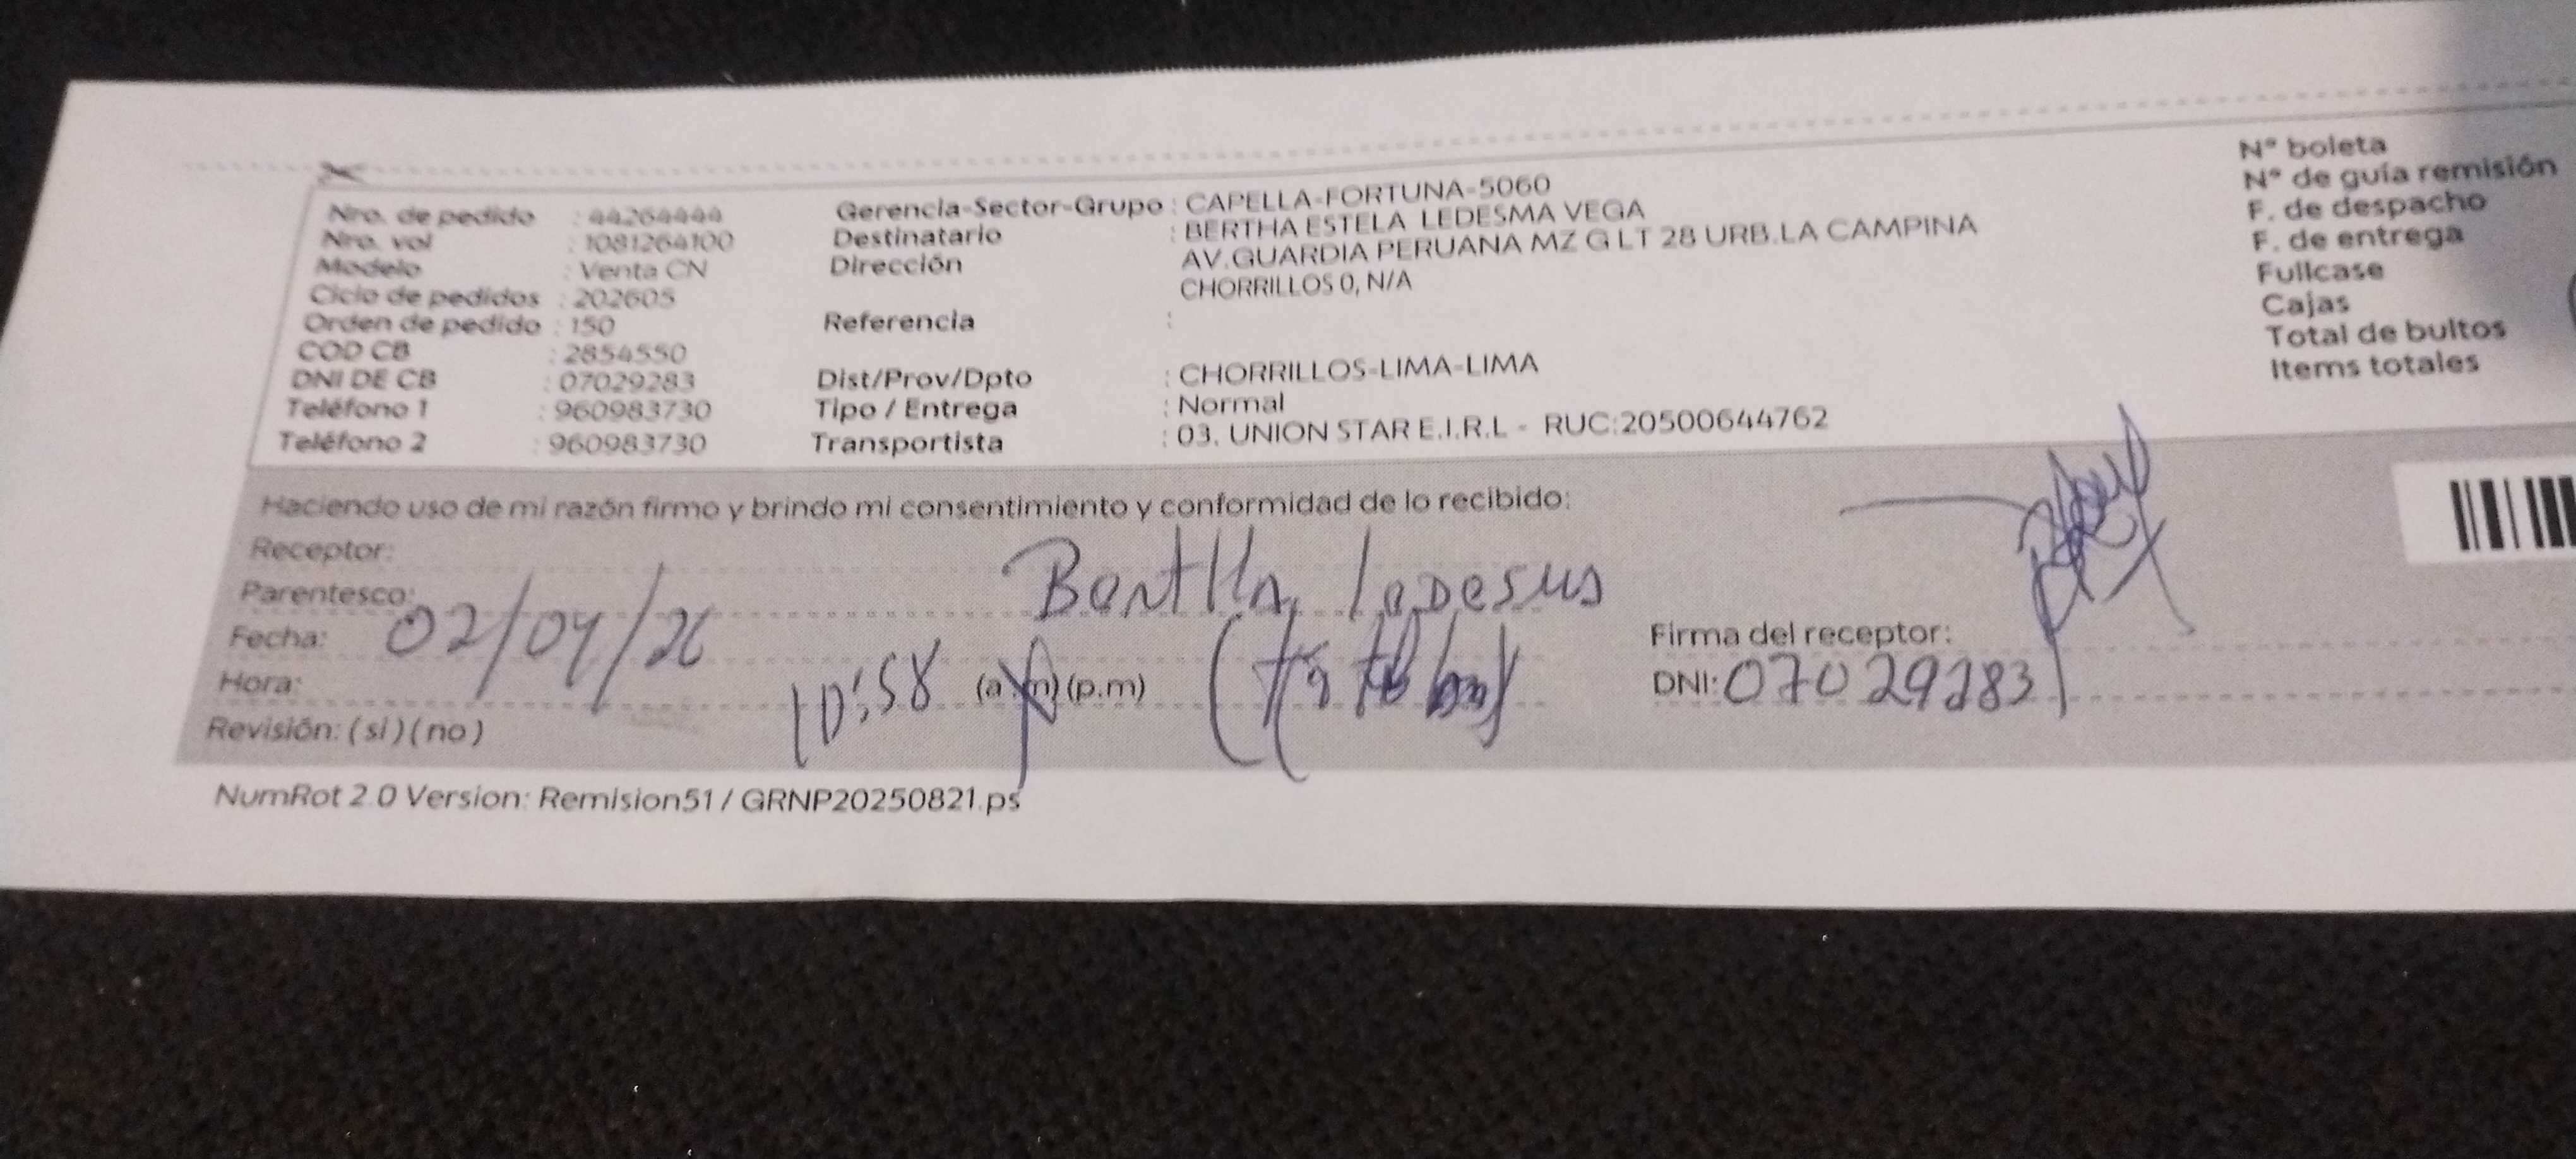 Nro. de pedido : 44264444
Nro. vol : 1081264100
Modelo : Venta CN
Ciclo de pedidos : 202605
Orden de pedido : 150
COD CB : 2854550
DNI DE CB : 07029283
Teléfono 1 : 960983730
Teléfono 2 : 960983730
Gerencia-Sector-Grupo : CAPELLA-FORTUNA-5060
Destinatario : BERTHA ESTELA LEDESMA VEGA
Dirección : AV.GUARDIA PERUANA MZ G LT 28 URB.LA CAMPINA
CHORRILLOS 0, N/A
Referencia :
Dist/Prov/Dpto : CHORRILLOS-LIMA-LIMA
Tipo / Entrega : Normal
Transportista : 03. UNION STAR E.I.R.L - RUC:20500644762
N° boleta
N° de guía remisión
F. de despacho
F. de entrega
Fullcase
Cajas
Total de bultos
Items totales
Haciendo uso de mi razón firmo y brindo mi consentimiento y conformidad de lo recibido:
Receptor:
Parentesco:
Fecha: 02/04/26
Hora: 10:58 (a.m)(p.m)
Revisión: (si)(no)
Firma del receptor:
DNI: 07029283
NumRot 2.0 Version: Remision51 / GRNP20250821.ps